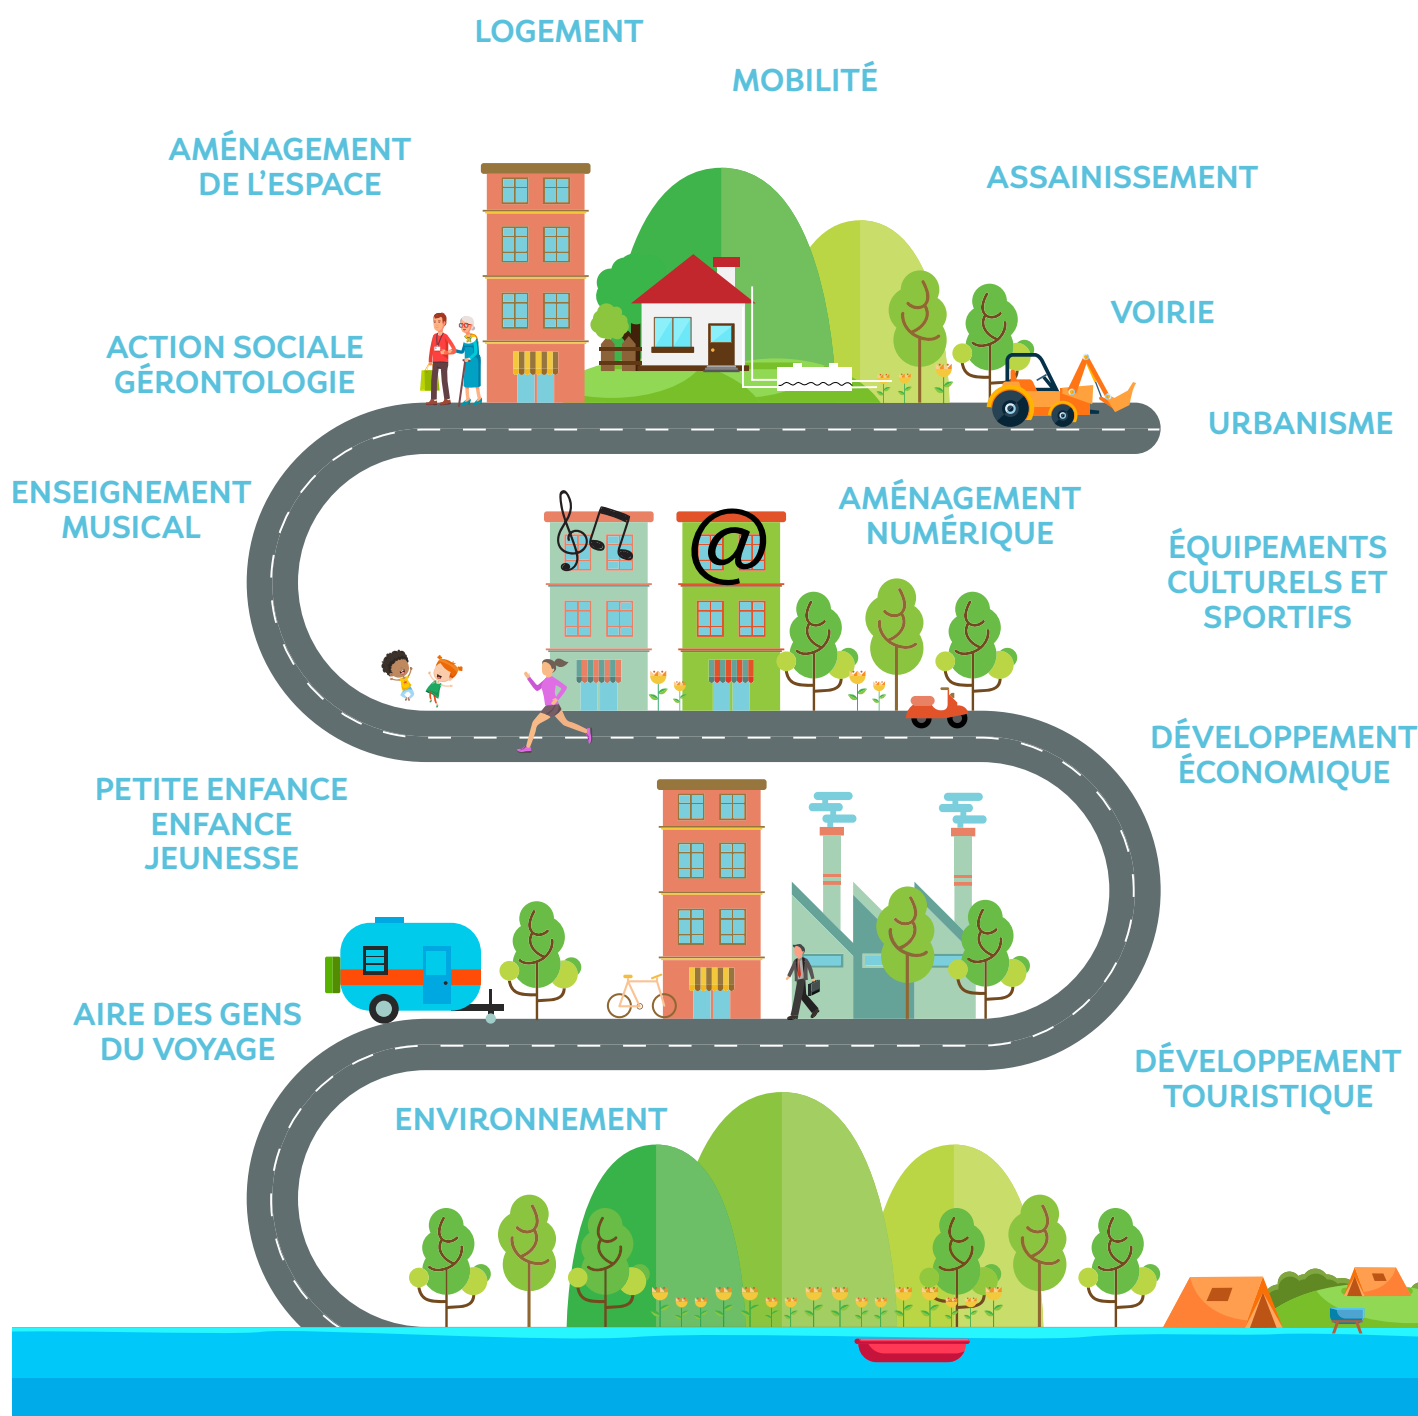 LOGEMENT
MOBILITÉ
AMÉNAGEMENT
DE L’ESPACE
ASSAINISSEMENT
VOIRIE
ACTION SOCIALE
GÉRONTOLOGIE
URBANISME
ENSEIGNEMENT
MUSICAL
AMÉNAGEMENT
NUMÉRIQUE
@
ÉQUIPEMENTS
CULTURELS ET
SPORTIFS
DÉVELOPPEMENT
ÉCONOMIQUE
PETITE ENFANCE
ENFANCE
JEUNESSE
AIRE DES GENS
DU VOYAGE
DÉVELOPPEMENT
TOURISTIQUE
ENVIRONNEMENT